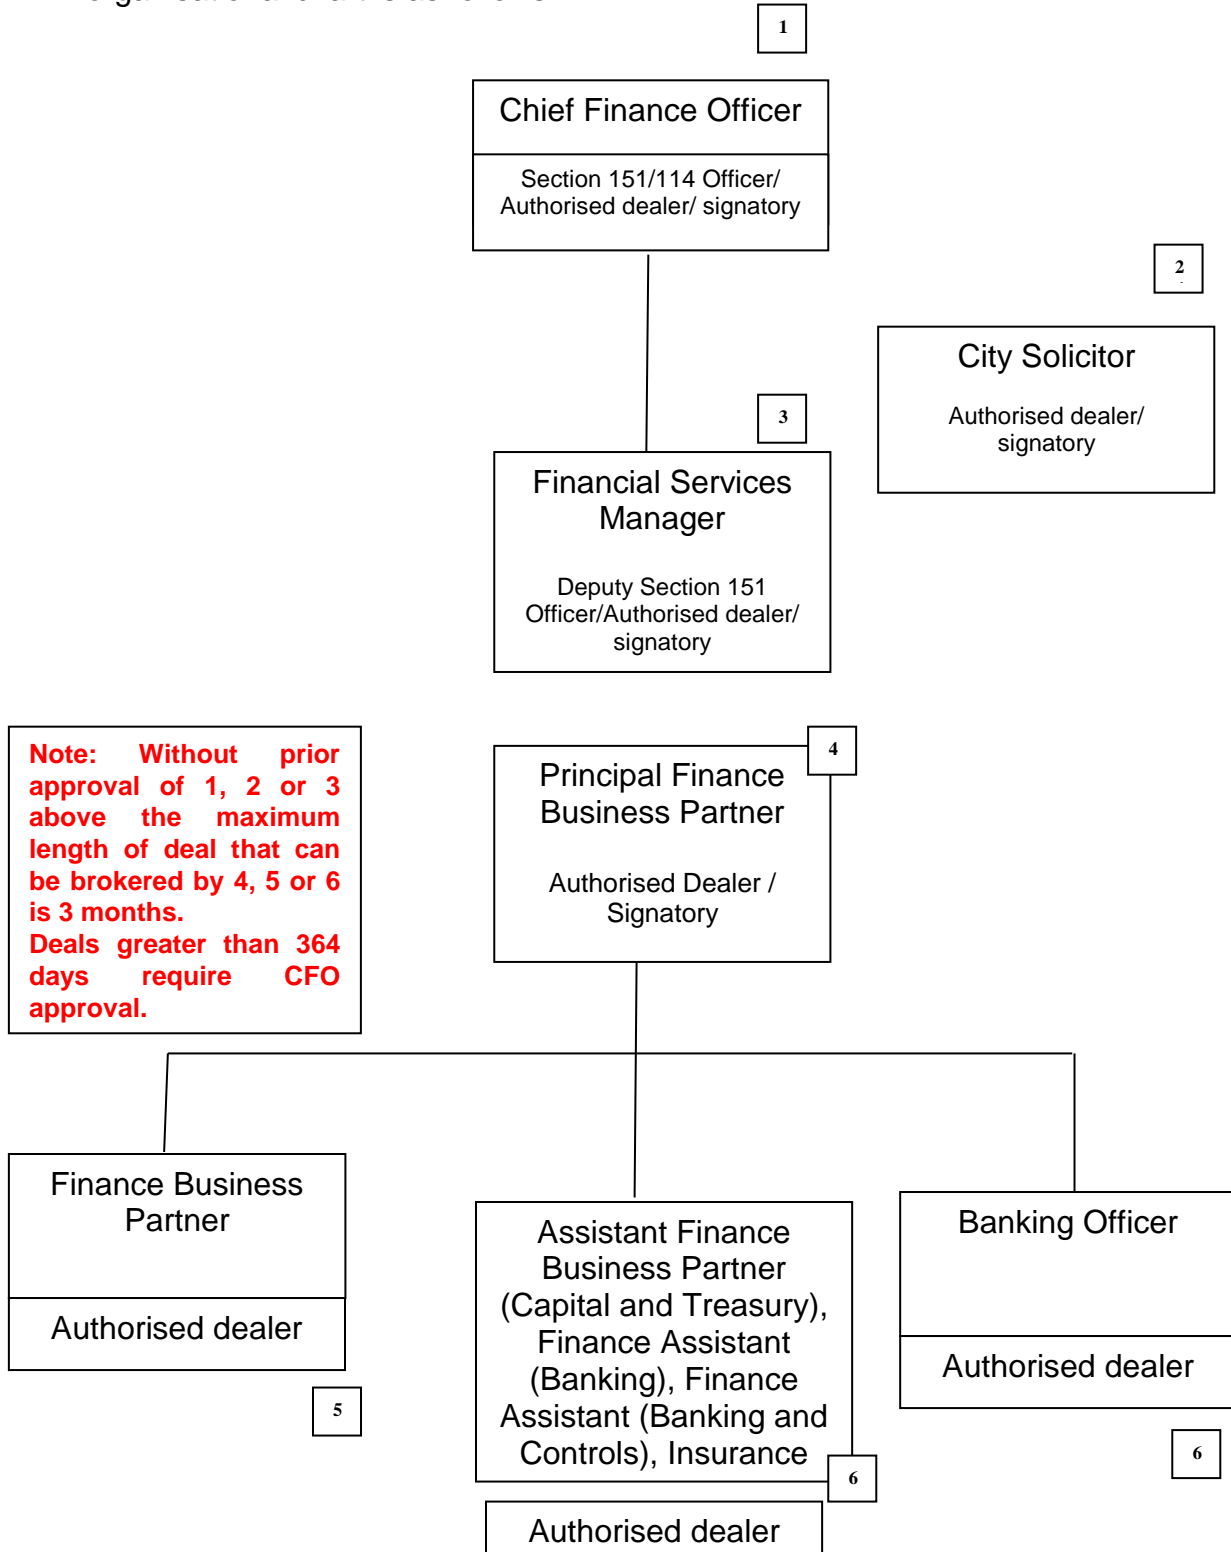 1
Chief Finance Officer
Section 151/114 Officer/
Authorised dealer/ signatory
2
City Solicitor
Authorised dealer/
signatory
3
Financial Services
Manager
Deputy Section 151
Officer/Authorised dealer/
signatory
Note: Without prior
approval of 1, 2 or 3
above the maximum
length of deal that can
be brokered by 4, 5 or 6
is 3 months.
Deals greater than 364
days require CFO
approval.
4
Principal Finance
Business Partner
Authorised Dealer /
Signatory
Finance Business
Partner
Authorised dealer
5
Assistant Finance
Business Partner
(Capital and Treasury),
Finance Assistant
(Banking), Finance
Assistant (Banking and
Controls), Insurance
6
Authorised dealer
Banking Officer
Authorised dealer
6